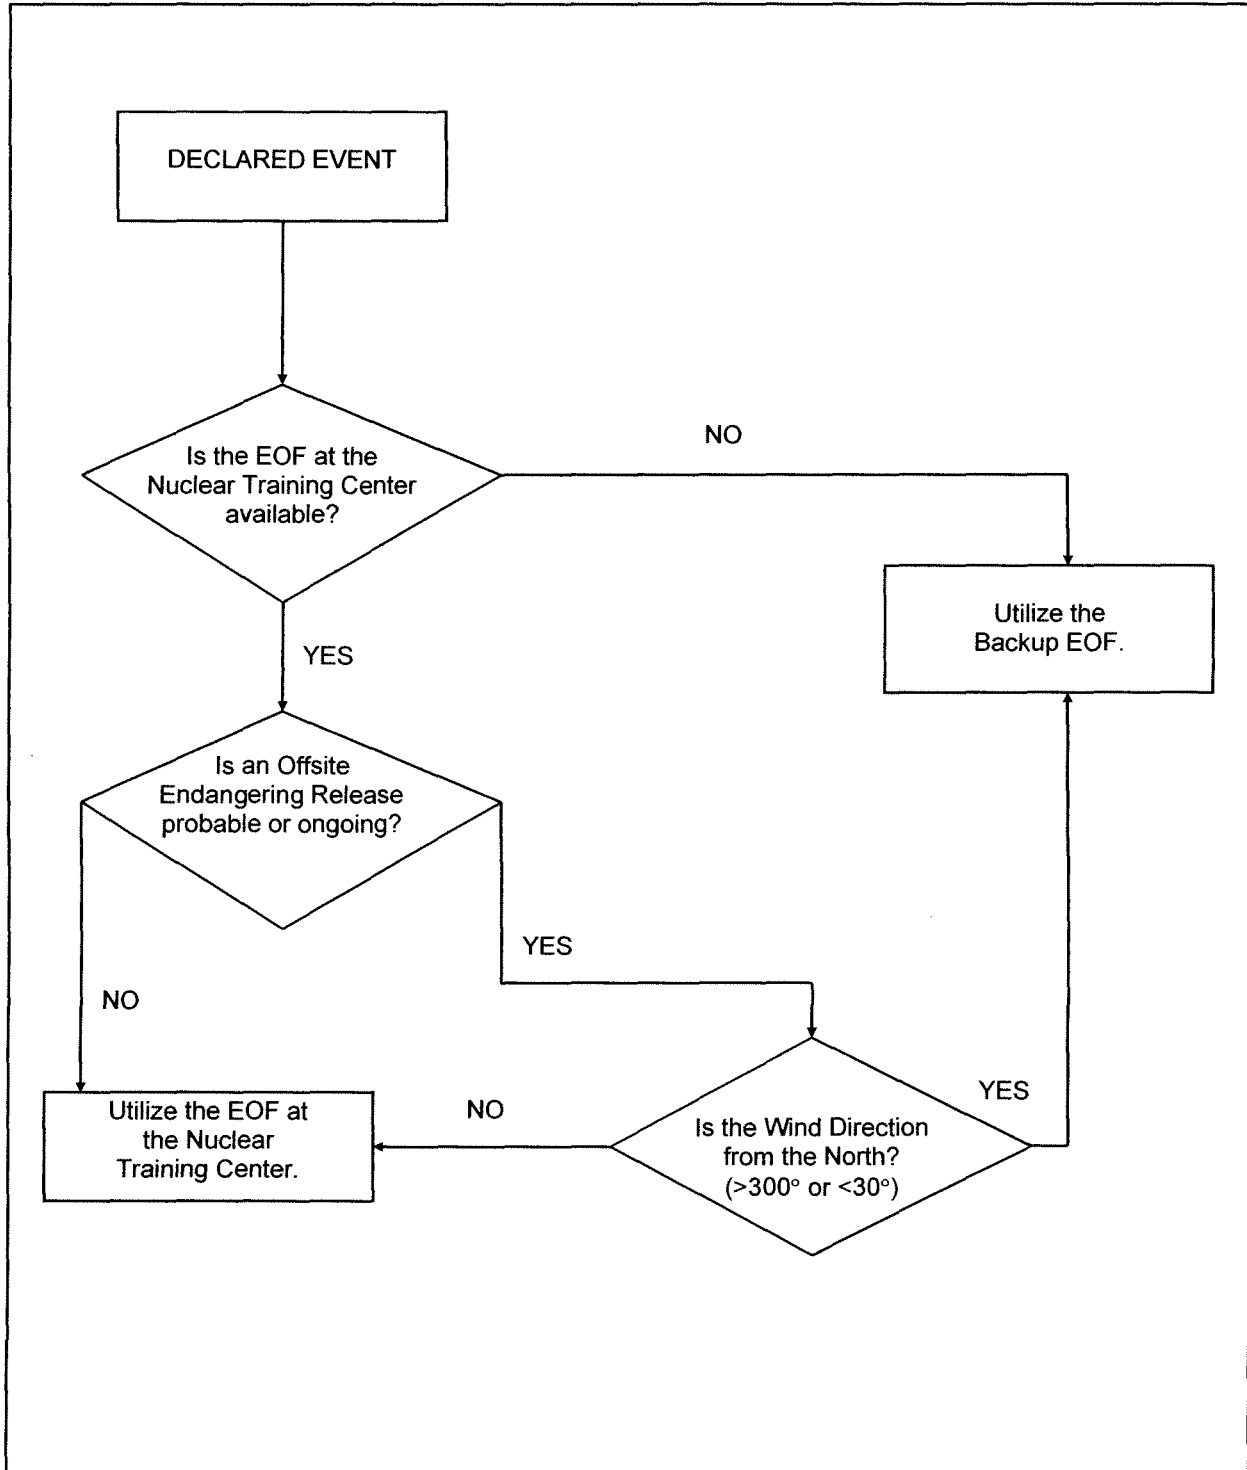 DECLARED EVENT
Is the EOF at the
Nuclear Training Center
available?
NO
Utilize the
Backup EOF.
YES
Is an Offsite
Endangering Release
probable or ongoing?
YES
NO
Utilize the EOF at
the Nuclear
Training Center.
NO
Is the Wind Direction
from the North?
(>300° or <30°)
YES